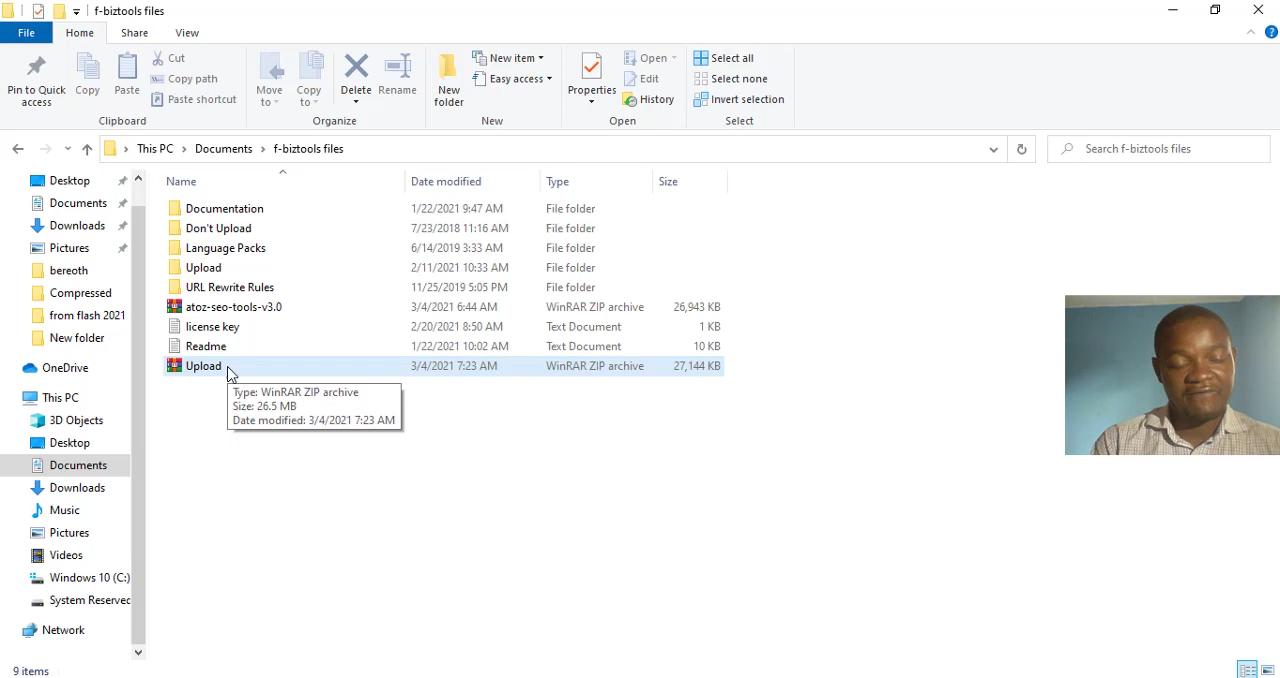 f-biztools files
File Home Share View
Pin to Quick access
Copy
Paste
Cut
Copy path
Paste shortcut
Clipboard
Move to
Copy to
Delete
Rename
Organize
New folder
New item
Easy access
New
Properties
Open
Edit
History
Open
Select all
Select none
Invert selection
Select
This PC › Documents › f-biztools files
Search f-biztools files
Desktop
Documents
Downloads
Pictures
bereoth
Compressed
from flash 2021
New folder
OneDrive
This PC
3D Objects
Desktop
Documents
Downloads
Music
Pictures
Videos
Windows 10 (C:)
System Reserved
Network
Name Date modified Type Size
Documentation 1/22/2021 9:47 AM File folder
Don't Upload 7/23/2018 11:16 AM File folder
Language Packs 6/14/2019 3:33 AM File folder
Upload 2/11/2021 10:33 AM File folder
URL Rewrite Rules 11/25/2019 5:05 PM File folder
atoz-seo-tools-v3.0 3/4/2021 6:44 AM WinRAR ZIP archive 26,943 KB
license key 2/20/2021 8:50 AM Text Document 1 KB
Readme 1/22/2021 10:02 AM Text Document 10 KB
Upload 3/4/2021 7:23 AM WinRAR ZIP archive 27,144 KB
Type: WinRAR ZIP archive
Size: 26.5 MB
Date modified: 3/4/2021 7:23 AM
9 items